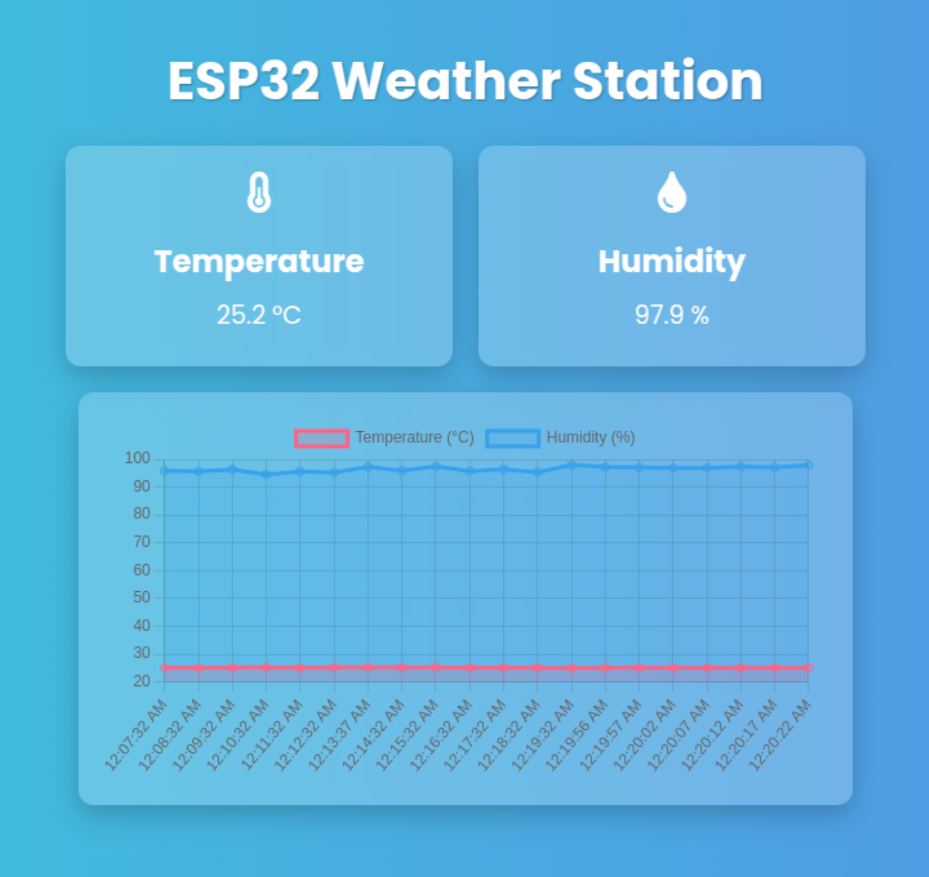 ESP32 Weather Station
Temperature
25.2 °C
Humidity
97.9 %
Temperature (°C)
Humidity (%)
100
90
80
70
60
50
40
30
20
12:07:32 AM
12:08:32 AM
12:09:32 AM
12:10:32 AM
12:11:32 AM
12:12:32 AM
12:13:37 AM
12:14:32 AM
12:15:32 AM
12:16:32 AM
12:17:32 AM
12:18:32 AM
12:19:32 AM
12:19:56 AM
12:19:57 AM
12:20:02 AM
12:20:07 AM
12:20:12 AM
12:20:17 AM
12:20:22 AM